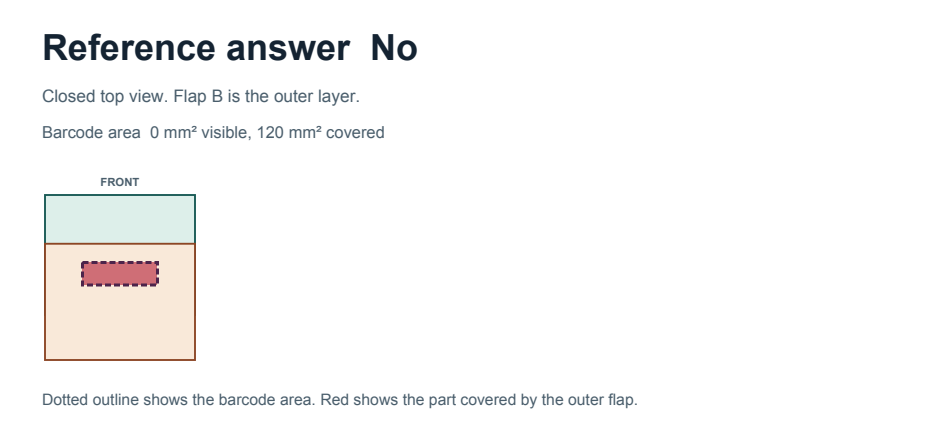 Reference answer  No
Closed top view. Flap B is the outer layer.
Barcode area  0 mm² visible, 120 mm² covered
FRONT
Dotted outline shows the barcode area. Red shows the part covered by the outer flap.